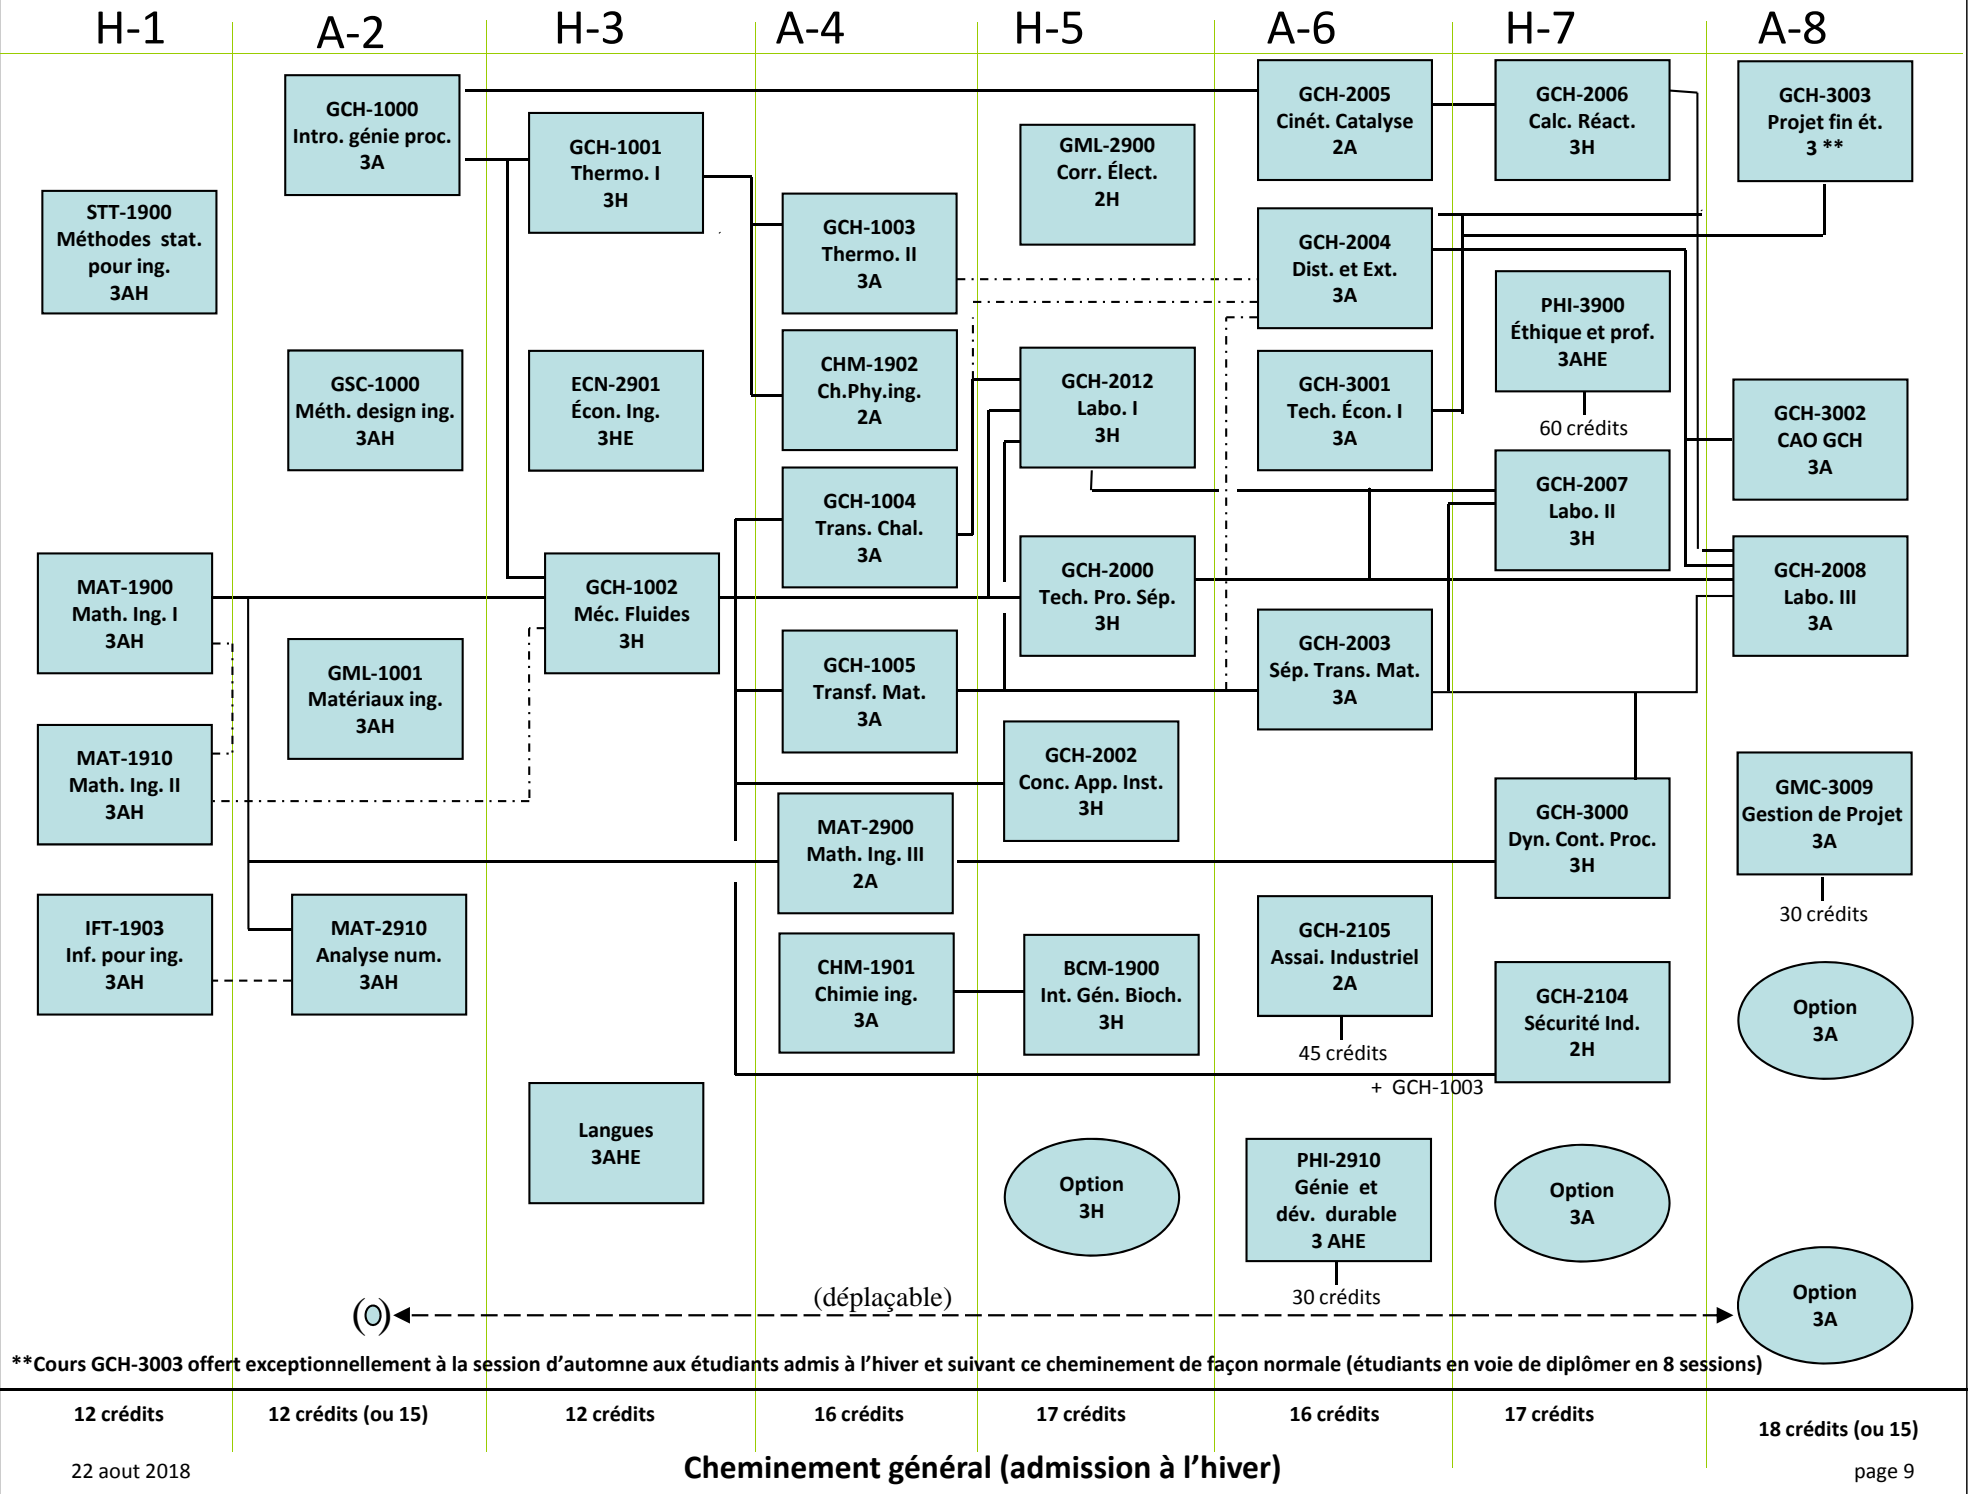 H-1
A-2
H-3
A-4
H-5
A-6
H-7
A-8
STT-1900
Méthodes stat.
pour ing.
3AH
MAT-1900
Math. Ing. I
3AH
MAT-1910
Math. Ing. II
3AH
IFT-1903
Inf. pour ing.
3AH
GCH-1000
Intro. génie proc.
3A
GSC-1000
Méth. design ing.
3AH
GML-1001
Matériaux ing.
3AH
MAT-2910
Analyse num.
3AH
GCH-1001
Thermo. I
3H
ECN-2901
Écon. Ing.
3HE
GCH-1002
Méc. Fluides
3H
Langues
3AHE
GCH-1003
Thermo. II
3A
CHM-1902
Ch.Phy.ing.
2A
GCH-1004
Trans. Chal.
3A
GCH-1005
Transf. Mat.
3A
MAT-2900
Math. Ing. III
2A
CHM-1901
Chimie ing.
3A
GML-2900
Corr. Élect.
2H
GCH-2012
Labo. I
3H
GCH-2000
Tech. Pro. Sép.
3H
GCH-2002
Conc. App. Inst.
3H
BCM-1900
Int. Gén. Bioch.
3H
Option
3H
GCH-2005
Cinét. Catalyse
2A
GCH-2004
Dist. et Ext.
3A
GCH-3001
Tech. Écon. I
3A
GCH-2003
Sép. Trans. Mat.
3A
GCH-2105
Assai. Industriel
2A
45 crédits
+ GCH-1003
PHI-2910
Génie et
dév. durable
3 AHE
30 crédits
GCH-2006
Calc. Réact.
3H
PHI-3900
Éthique et prof.
3AHE
60 crédits
GCH-2007
Labo. II
3H
GCH-3000
Dyn. Cont. Proc.
3H
GCH-2104
Sécurité Ind.
2H
Option
3A
GCH-3003
Projet fin ét.
3 **
GCH-3002
CAO GCH
3A
GCH-2008
Labo. III
3A
GMC-3009
Gestion de Projet
3A
30 crédits
Option
3A
Option
3A
( )
(déplaçable)
**Cours GCH-3003 offert exceptionnellement à la session d'automne aux étudiants admis à l'hiver et suivant ce cheminement de façon normale (étudiants en voie de diplômer en 8 sessions)
12 crédits
12 crédits (ou 15)
12 crédits
16 crédits
17 crédits
16 crédits
17 crédits
18 crédits (ou 15)
22 aout 2018
Cheminement général (admission à l'hiver)
page 9